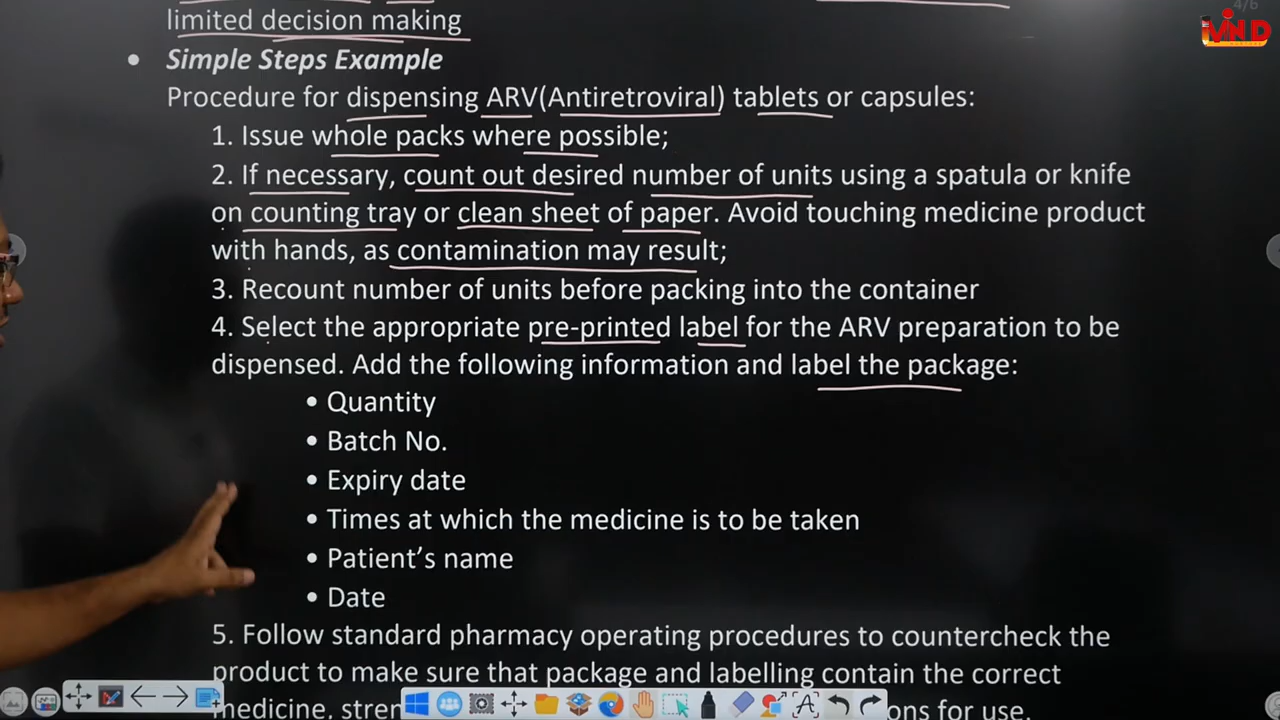 4/6
limited decision making
• Simple Steps Example
Procedure for dispensing ARV(Antiretroviral) tablets or capsules:
1. Issue whole packs where possible;
2. If necessary, count out desired number of units using a spatula or knife
on counting tray or clean sheet of paper. Avoid touching medicine product
with hands, as contamination may result;
3. Recount number of units before packing into the container
4. Select the appropriate pre-printed label for the ARV preparation to be
dispensed. Add the following information and label the package:
• Quantity
• Batch No.
• Expiry date
• Times at which the medicine is to be taken
• Patient’s name
• Date
5. Follow standard pharmacy operating procedures to countercheck the
product to make sure that package and labelling contain the correct
medicine, ons for use.